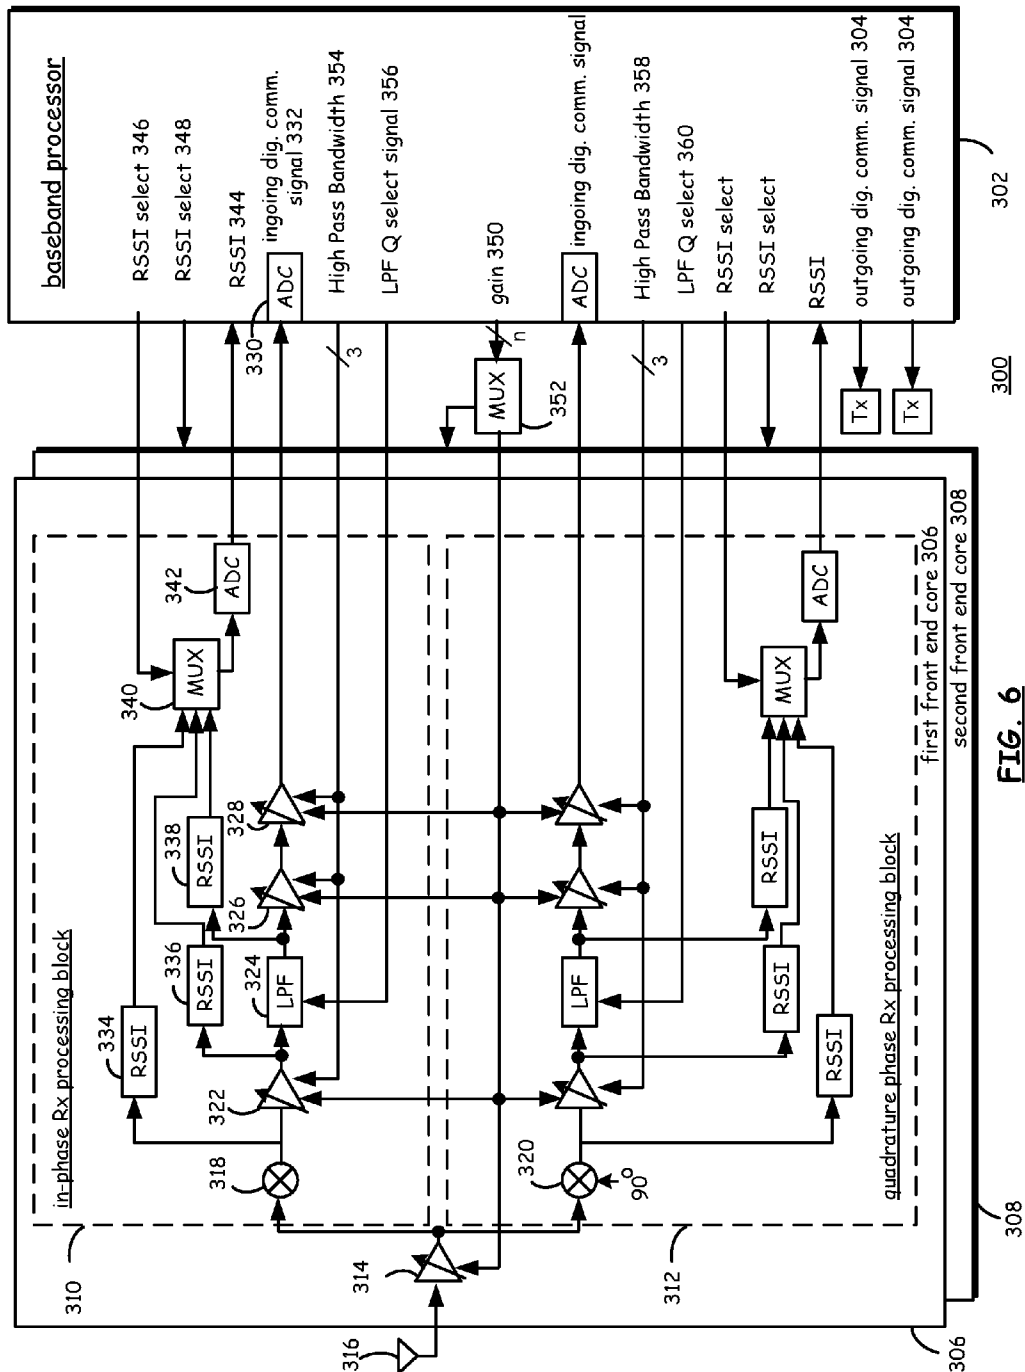 baseband processor
RSSI select 346
RSSI select 348
RSSI 344
ingoing dig. comm.
signal 332
High Pass Bandwidth 354
LPF Q select signal 356
gain 350
ingoing dig. comm. signal
High Pass Bandwidth 358
LPF Q select 360
RSSI select
RSSI select
RSSI
outgoing dig. comm. signal 304
outgoing dig. comm. signal 304
ADC
330
ADC
302
3
n
3
MUX
352
Tx
Tx
300
in-phase Rx processing block
334
RSSI
336
RSSI
338
RSSI
340
MUX
342
ADC
318
322
324
LPF
326
328
310
314
316
320
90°
LPF
RSSI
RSSI
RSSI
MUX
ADC
quadrature phase Rx processing block
312
first front end core 306
second front end core 308
306
308
FIG. 6